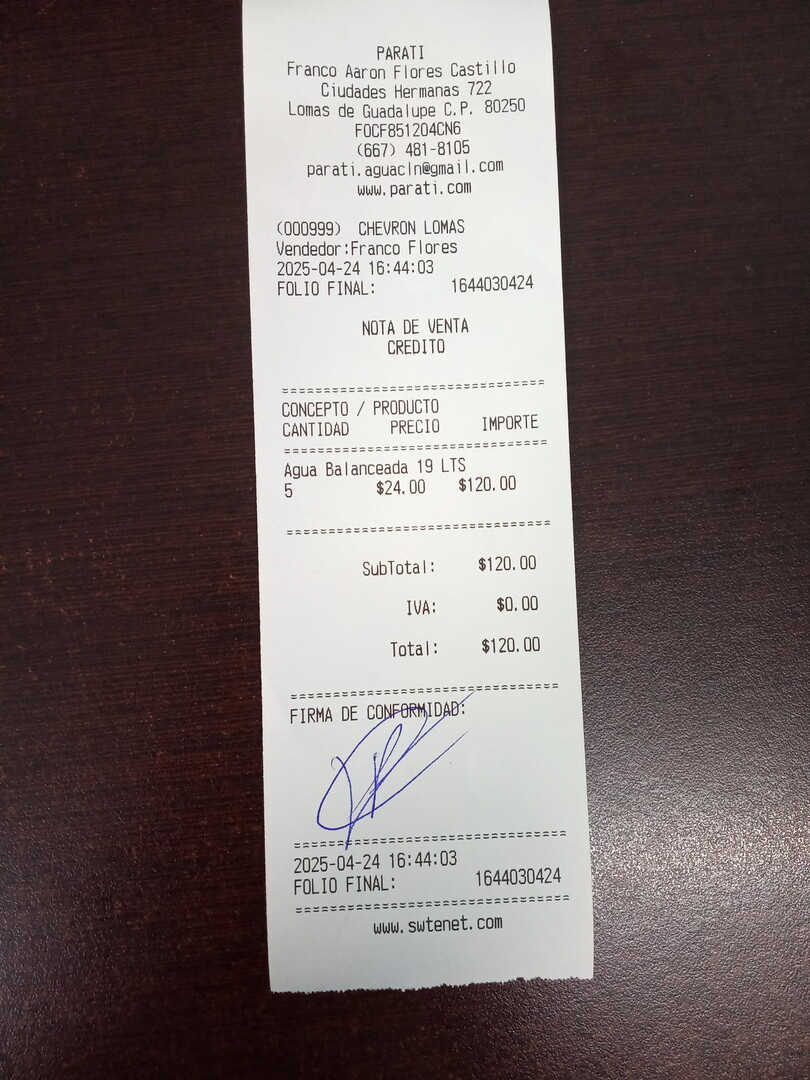 PARATI
Franco Aaron Flores Castillo
Ciudades Hermanas 722
Lomas de Guadalupe C.P. 80250
FOCF851204CN6
(667) 481-8105
parati.aguacln@gmail.com
www.parati.com
(000999) CHEVRON LOMAS
Vendedor:Franco Flores
2025-04-24 16:44:03
FOLIO FINAL: 1644030424
NOTA DE VENTA
CREDITO
CONCEPTO / PRODUCTO
CANTIDAD PRECIO IMPORTE
Agua Balanceada 19 LTS
5 $24.00 $120.00
SubTotal: $120.00
IVA: $0.00
Total: $120.00
FIRMA DE CONFORMIDAD:
2025-04-24 16:44:03
FOLIO FINAL: 1644030424
www.swtenet.com